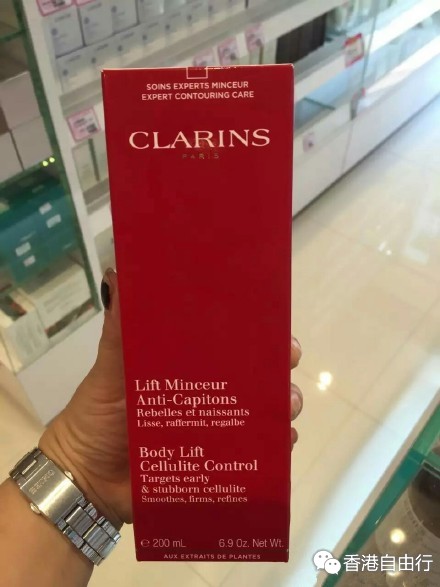 SOINS EXPERTS MINCEUR
EXPERT CONTOURING CARE
CLARINS
PARIS
Lift Minceur
Anti-Capitons
Rebelles et naissants
Lisse, raffermit, regalbe
Body Lift
Cellulite Control
Targets early
& stubborn cellulite
Smoothes, firms, refines
℮ 200 mL 6.9 Oz. Net Wt.
AUX EXTRAITS DE PLANTES
香港自由行